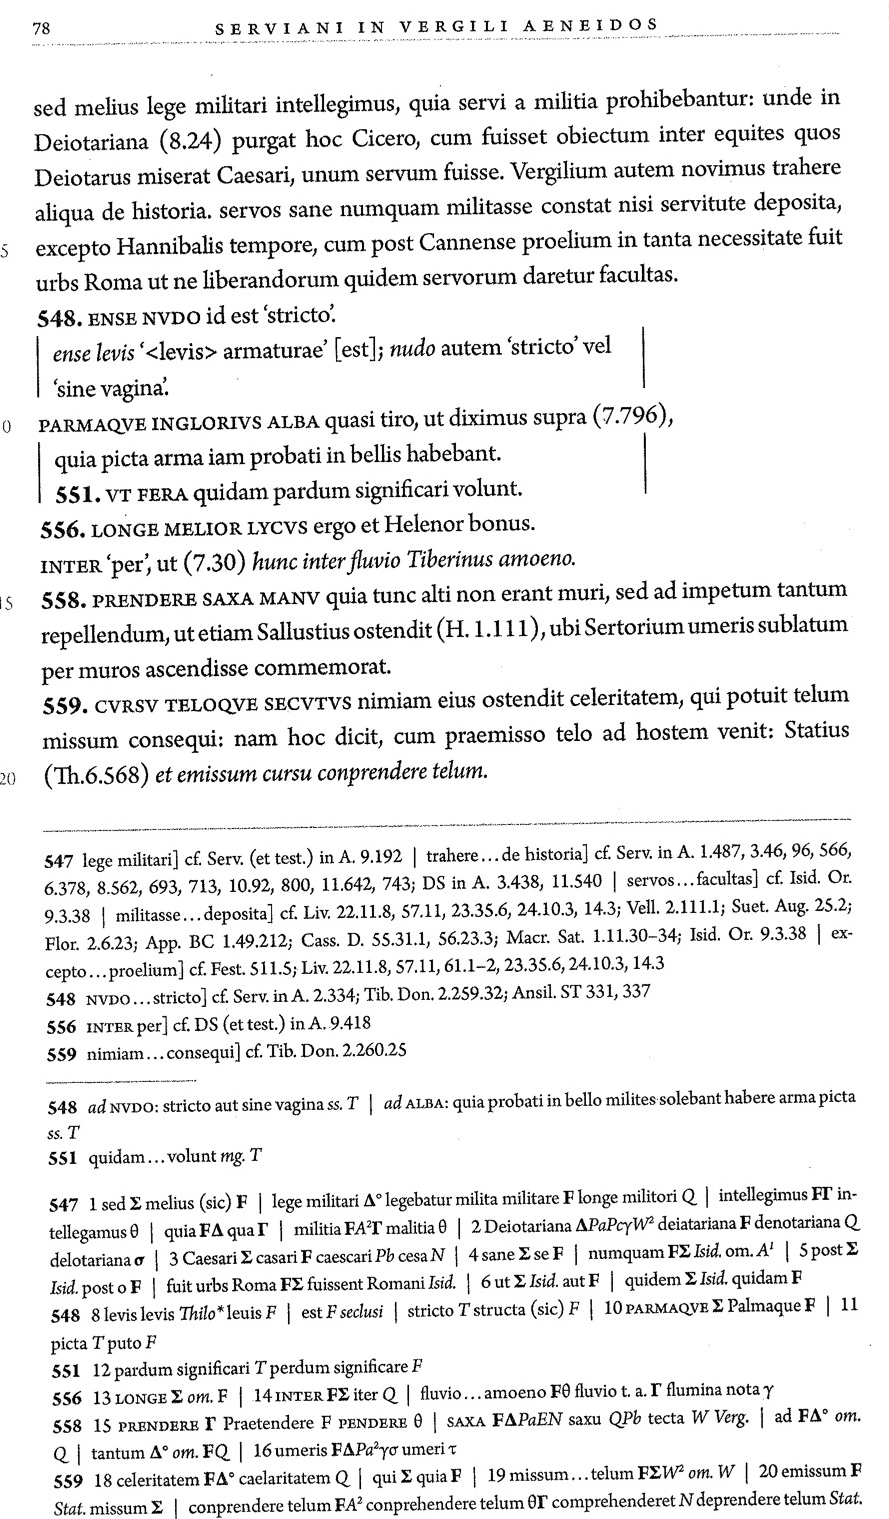 78 SERVIANI IN VERGILI AENEIDOS
sed melius lege militari intellegimus, quia servi a militia prohibebantur: unde in
Deiotariana (8.24) purgat hoc Cicero, cum fuisset obiectum inter equites quos
Deiotarus miserat Caesari, unum servum fuisse. Vergilium autem novimus trahere
aliqua de historia. servos sane numquam militasse constat nisi servitute deposita,
5 excepto Hannibalis tempore, cum post Cannense proelium in tanta necessitate fuit
urbs Roma ut ne liberandorum quidem servorum daretur facultas.
548. ENSE NVDO id est ‘stricto’.
ense levis ‘<levis> armaturae’ [est]; nudo autem ‘stricto’ vel
‘sine vagina’.
0 PARMAQVE INGLORIVS ALBA quasi tiro, ut diximus supra (7.796),
quia picta arma iam probati in bellis habebant.
551. VT FERA quidam pardum significari volunt.
556. LONGE MELIOR LYCVS ergo et Helenor bonus.
INTER ‘per’, ut (7.30) hunc inter fluvio Tiberinus amoeno.
15 558. PRENDERE SAXA MANV quia tunc alti non erant muri, sed ad impetum tantum
repellendum, ut etiam Sallustius ostendit (H. 1.111), ubi Sertorium umeris sublatum
per muros ascendisse commemorat.
559. CVRSV TELOQVE SECVTVS nimiam eius ostendit celeritatem, qui potuit telum
missum consequi: nam hoc dicit, cum praemisso telo ad hostem venit: Statius
20 (Th.6.568) et emissum cursu conprendere telum.
547 lege militari] cf. Serv. (et test.) in A. 9.192 | trahere…de historia] cf. Serv. in A. 1.487, 3.46, 96, 566,
6.378, 8.562, 693, 713, 10.92, 800, 11.642, 743; DS in A. 3.438, 11.540 | servos…facultas] cf. Isid. Or.
9.3.38 | militasse…deposita] cf. Liv. 22.11.8, 57.11, 23.35.6, 24.10.3, 14.3; Vell. 2.111.1; Suet. Aug. 25.2;
Flor. 2.6.23; App. BC 1.49.212; Cass. D. 55.31.1, 56.23.3; Macr. Sat. 1.11.30–34; Isid. Or. 9.3.38 | ex-
cepto…proelium] cf. Fest. 511.5; Liv. 22.11.8, 57.11, 61.1–2, 23.35.6, 24.10.3, 14.3
548 NVDO…stricto] cf. Serv. in A. 2.334; Tib. Don. 2.259.32; Ansil. ST 331, 337
556 INTER per] cf. DS (et test.) in A. 9.418
559 nimiam…consequi] cf. Tib. Don. 2.260.25
548 ad NVDO: stricto aut sine vagina ss. T | ad ALBA: quia probati in bello milites solebant habere arma picta
ss. T
551 quidam…volunt mg. T
547 1 sed Σ melius (sic) F | lege militari Δ° legebatur milita militare F longe militori Q | intellegimus FΓ in-
tellegamus θ | quia FΔ qua Γ | militia FA²Γ malitia θ | 2 Deiotariana ΔPaPcγW² deiatariana F denotariana Q
delotariana σ | 3 Caesari Σ casari F caescari Pb cesa N | 4 sane Σ se F | numquam FΣ Isid. om. A¹ | 5 post Σ
Isid. post o F | fuit urbs Roma FΣ fuissent Romani Isid. | 6 ut Σ Isid. aut F | quidem Σ Isid. quidam F
548 8 levis levis Thilo* leuis F | est F seclusi | stricto T structa (sic) F | 10 PARMAQVE Σ Palmaque F | 11
picta T puto F
551 12 pardum significari T perdum significare F
556 13 LONGE Σ om. F | 14 INTER FΣ iter Q | fluvio…amoeno Fθ fluvio t. a. Γ flumina nota γ
558 15 PRENDERE Γ Praetendere F PENDERE θ | SAXA FΔPaEN saxu QPb tecta W Verg. | ad FΔ° om.
Q | tantum Δ° om. FQ | 16 umeris FΔPa²γσ umeri τ
559 18 celeritatem FΔ° caelaritatem Q | qui Σ quia F | 19 missum…telum FΣW² om. W | 20 emissum F
Stat. missum Σ | conprendere telum FA² conprehendere telum θΓ comprehenderet N deprendere telum Stat.